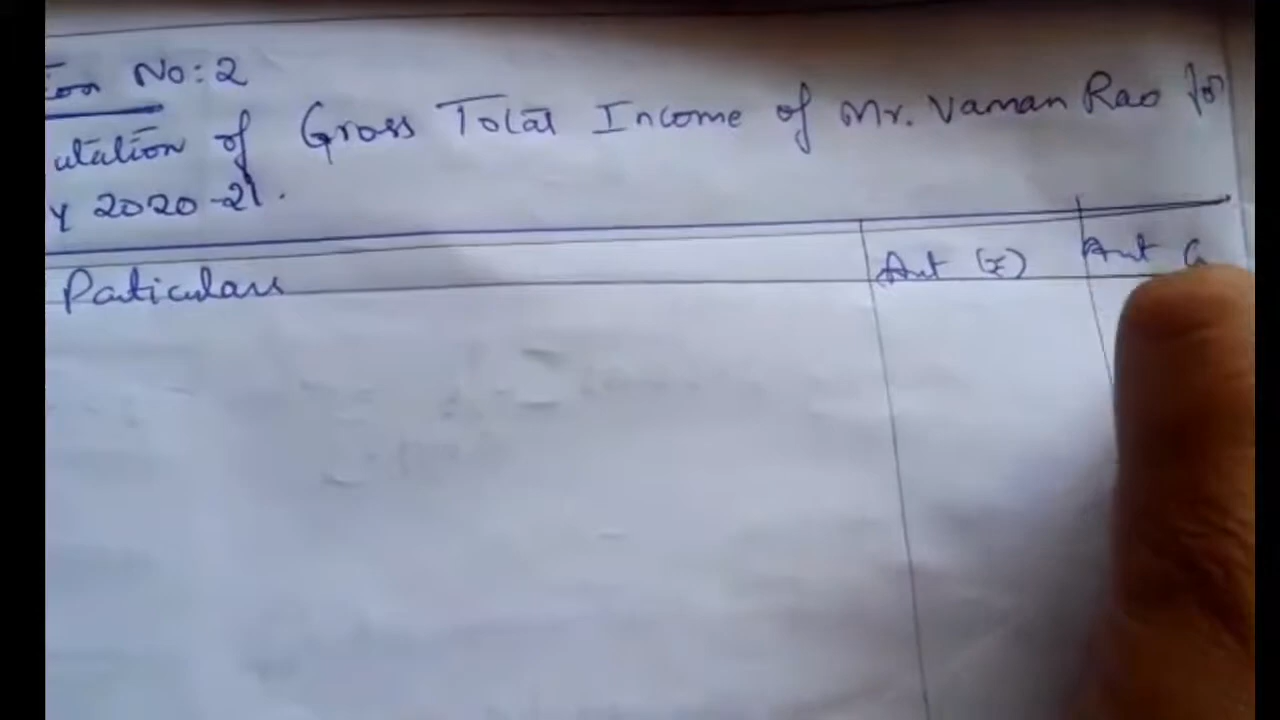 No: 2
utation of Gross Total Income of Mr. Vaman Rao for
Y 2020-21.
Particulars Amt (₹) Amt